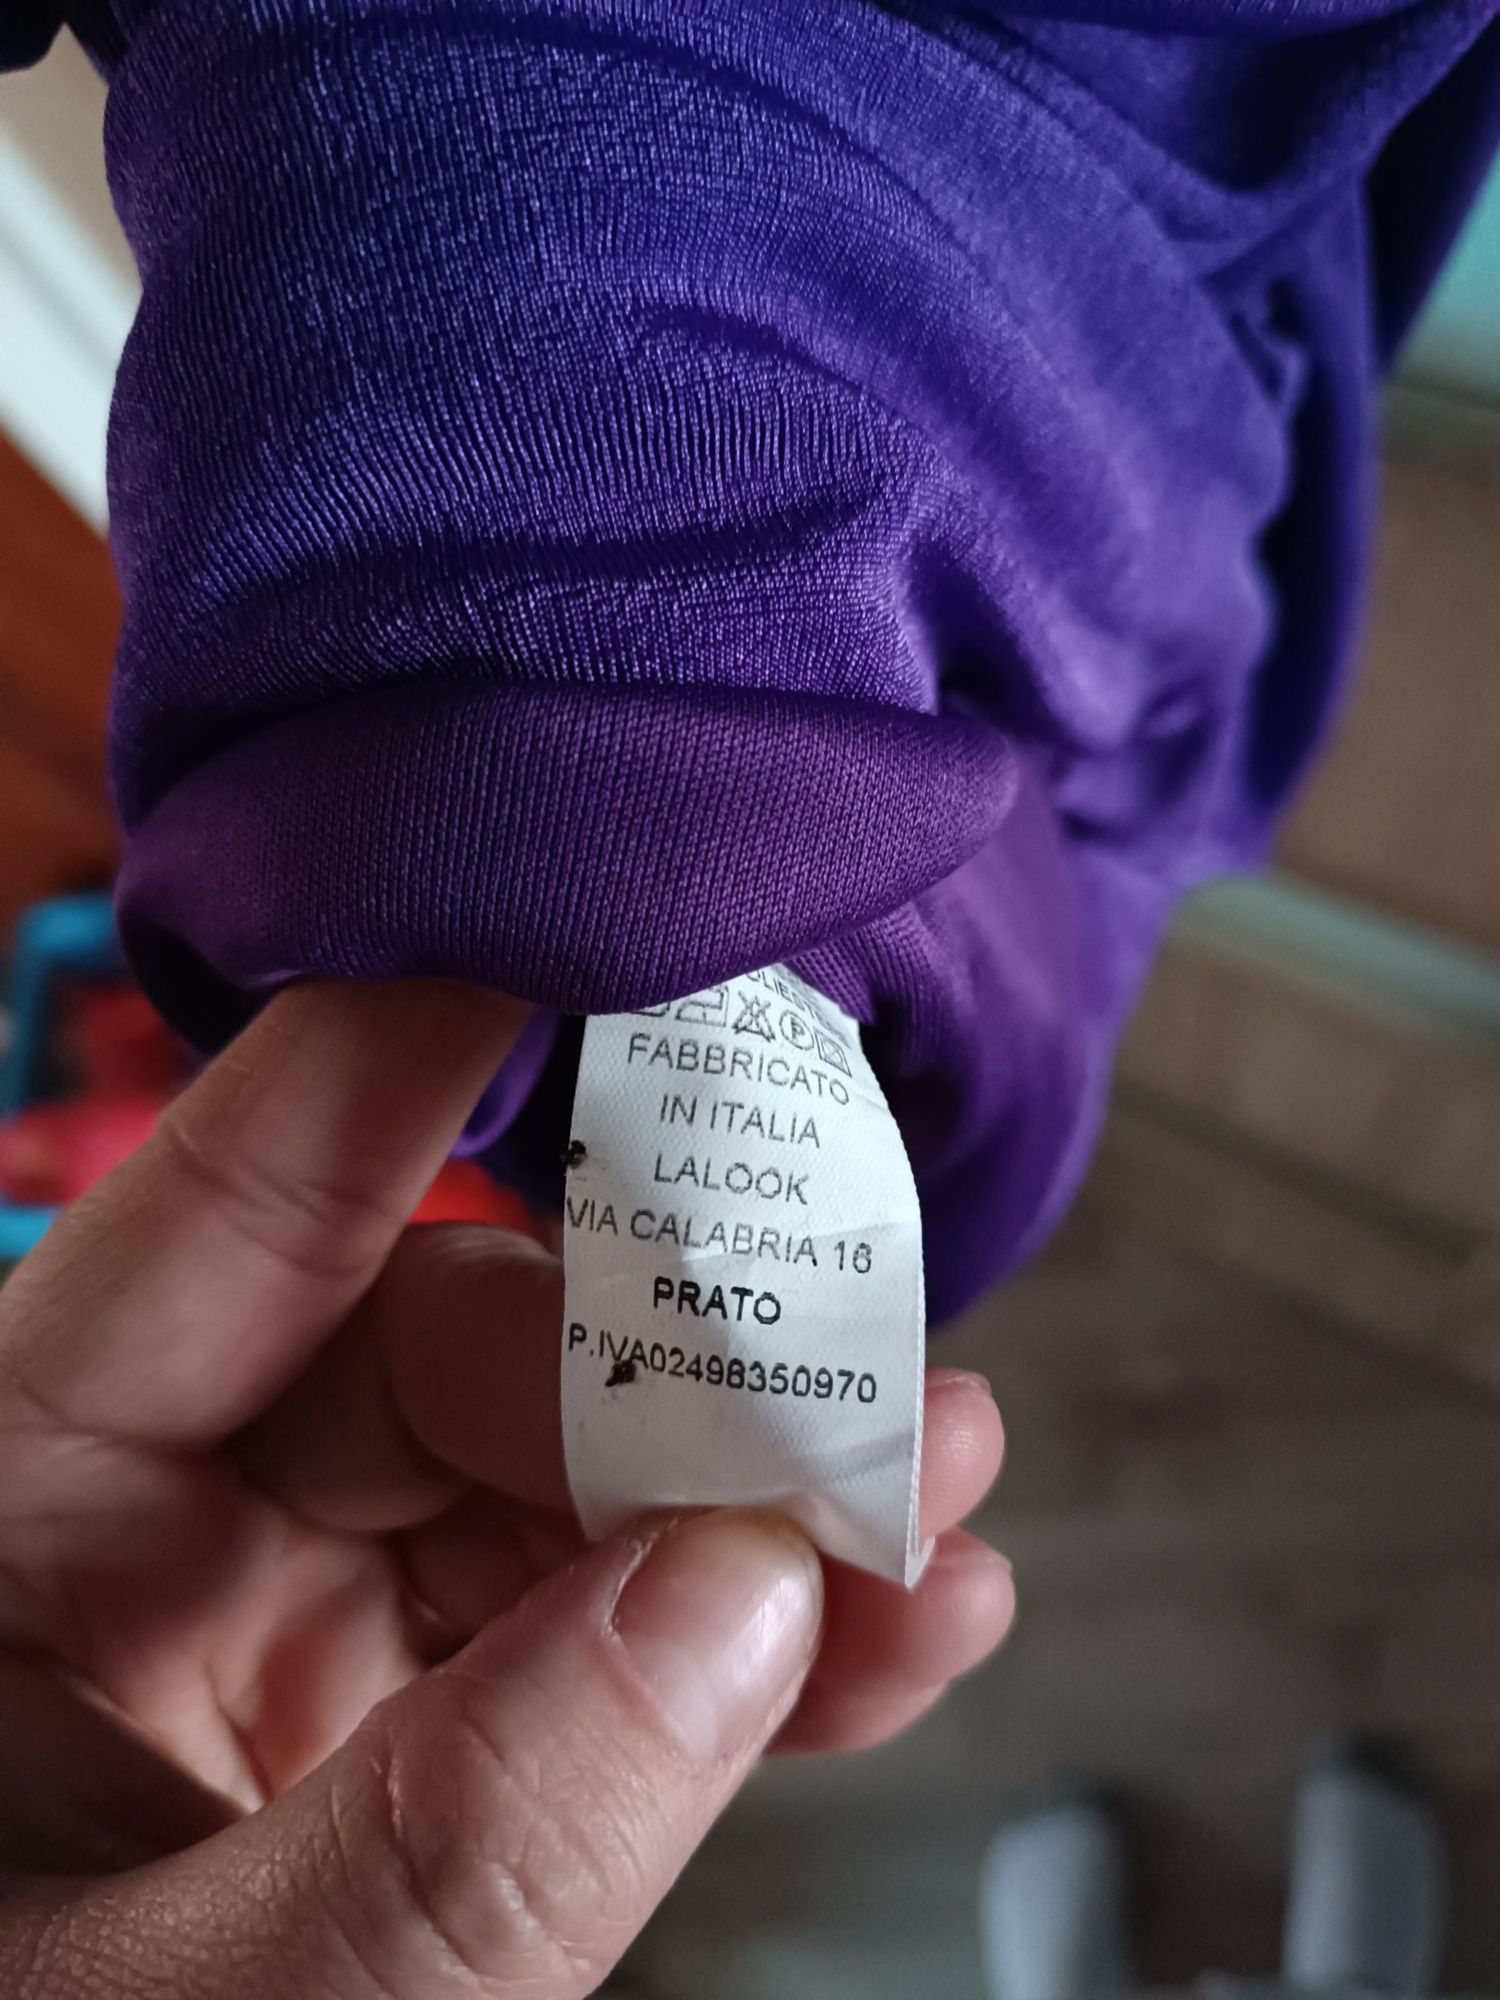 FABBRICATO
IN ITALIA
LALOOK
VIA CALABRIA 16
PRATO
P.IVA02498350970